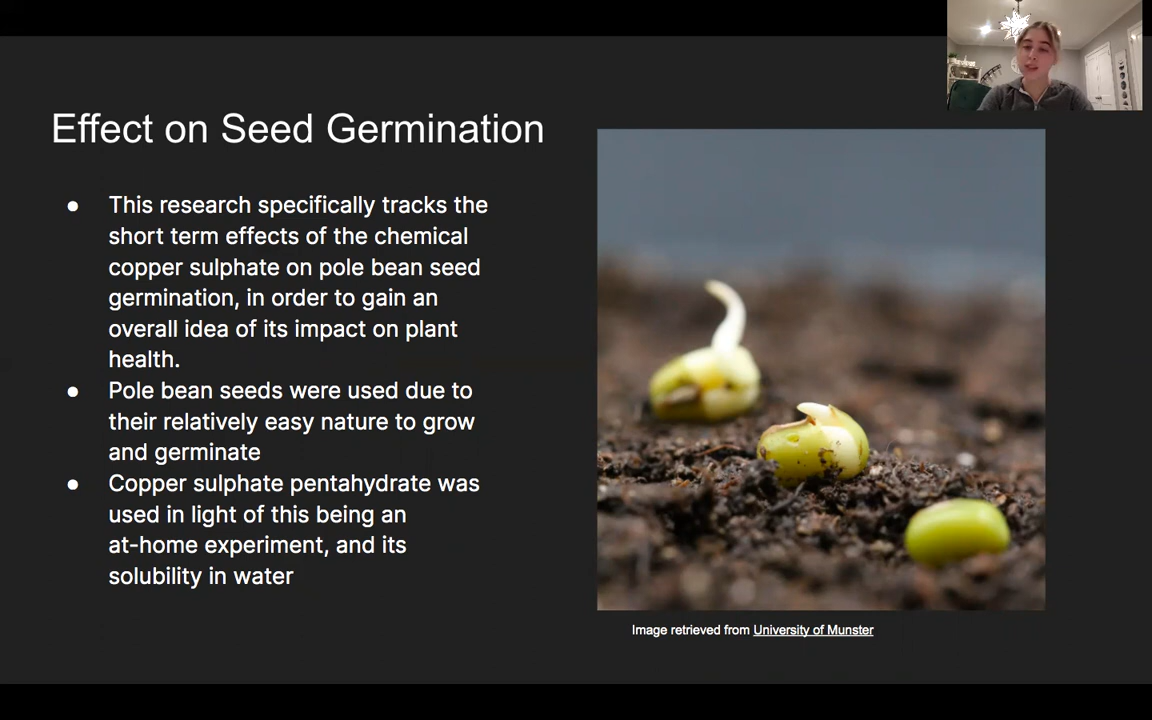 Effect on Seed Germination
● This research specifically tracks the
short term effects of the chemical
copper sulphate on pole bean seed
germination, in order to gain an
overall idea of its impact on plant
health.
● Pole bean seeds were used due to
their relatively easy nature to grow
and germinate
● Copper sulphate pentahydrate was
used in light of this being an
at-home experiment, and its
solubility in water
Image retrieved from University of Munster